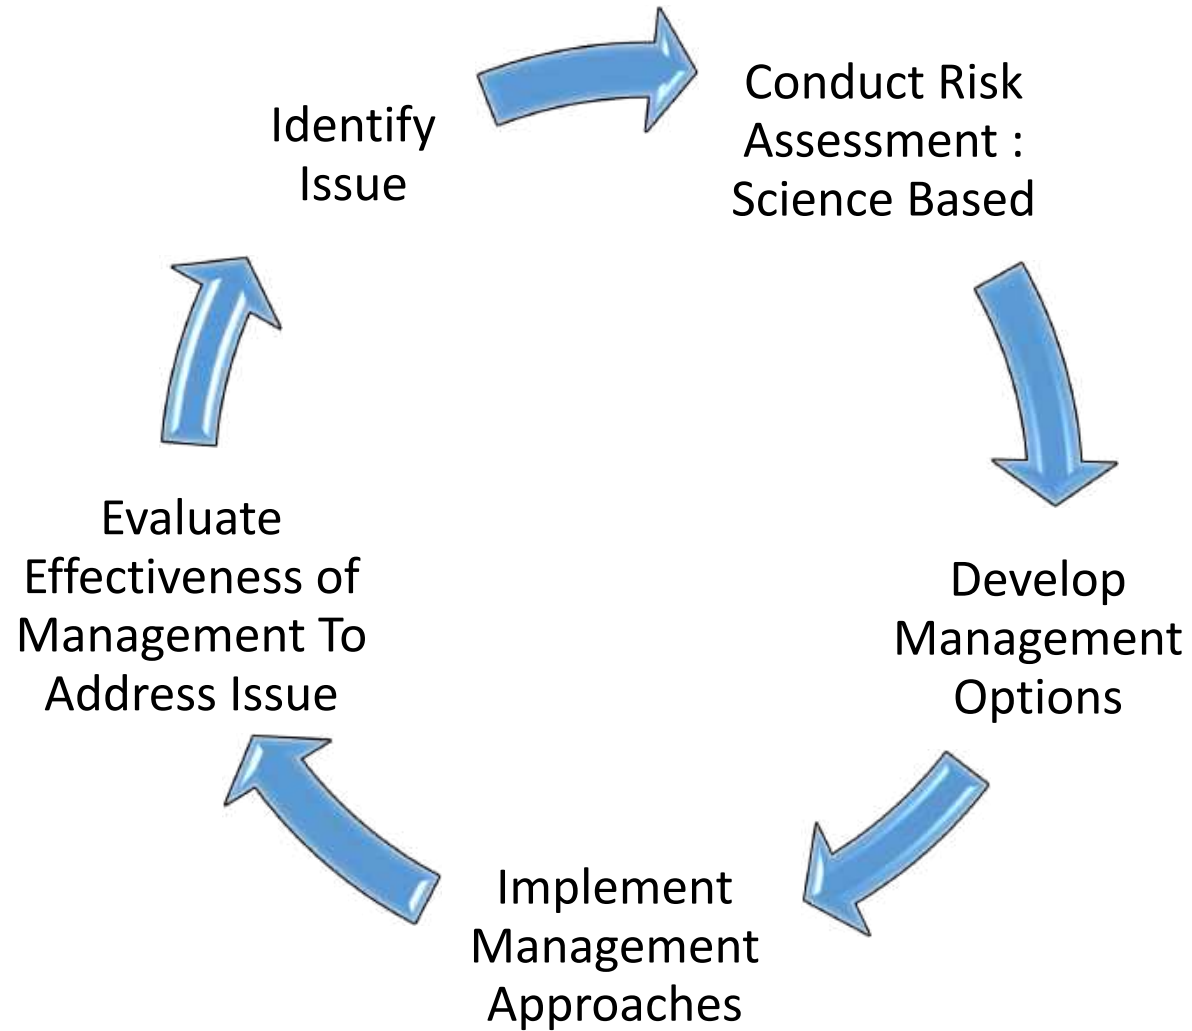 Identify
Issue
Conduct Risk
Assessment :
Science Based
Develop
Management
Options
Implement
Management
Approaches
Evaluate
Effectiveness of
Management To
Address Issue